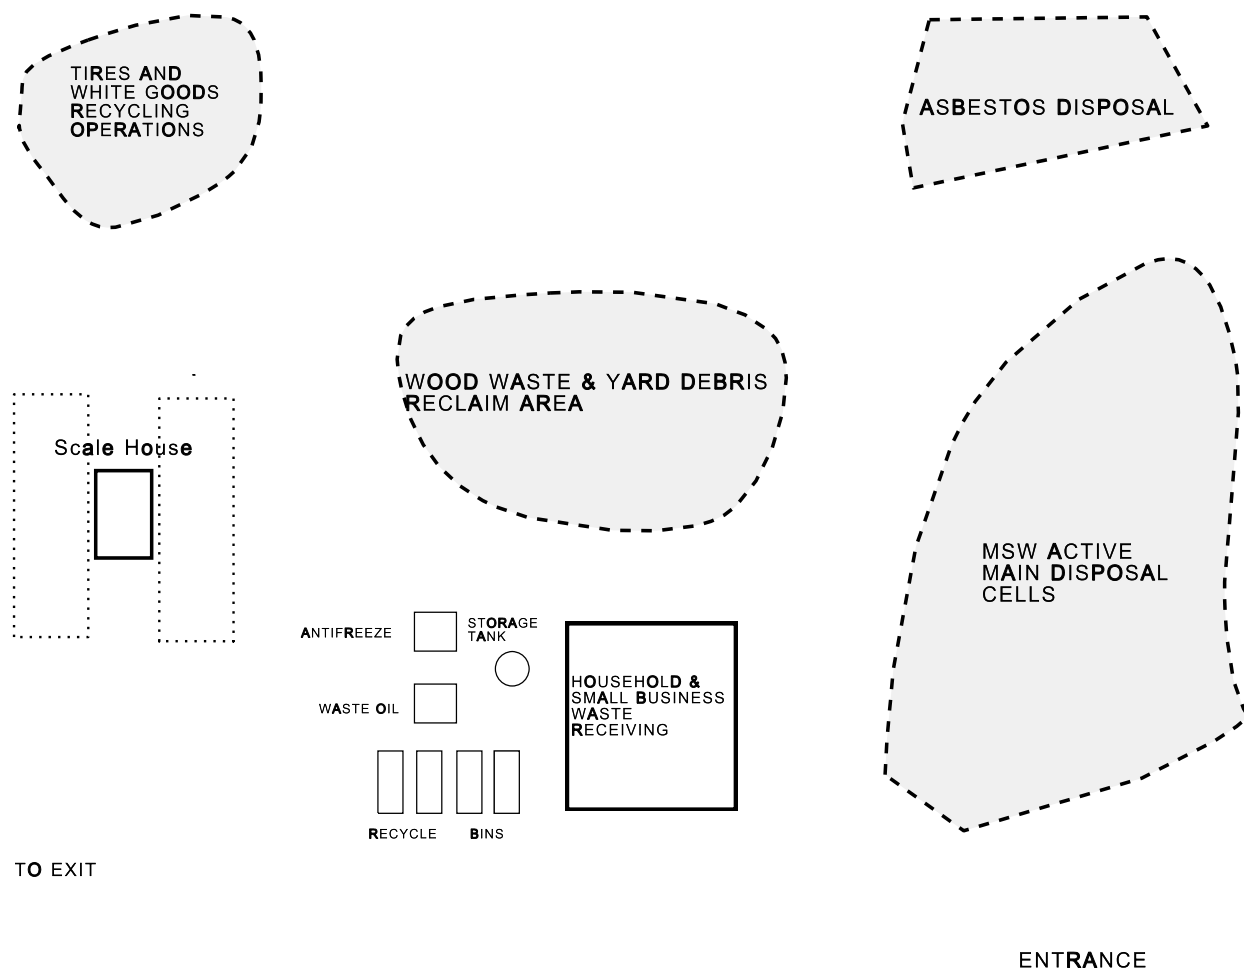 TIRES AND
WHITE GOODS
RECYCLING
OPERATIONS
ASBESTOS DISPOSAL
WOOD WASTE & YARD DEBRIS
RECLAIM AREA
Scale House
MSW ACTIVE
MAIN DISPOSAL
CELLS
ANTIFREEZE
STORAGE
TANK
HOUSEHOLD &
SMALL BUSINESS
WASTE
RECEIVING
WASTE OIL
RECYCLE BINS
TO EXIT
ENTRANCE